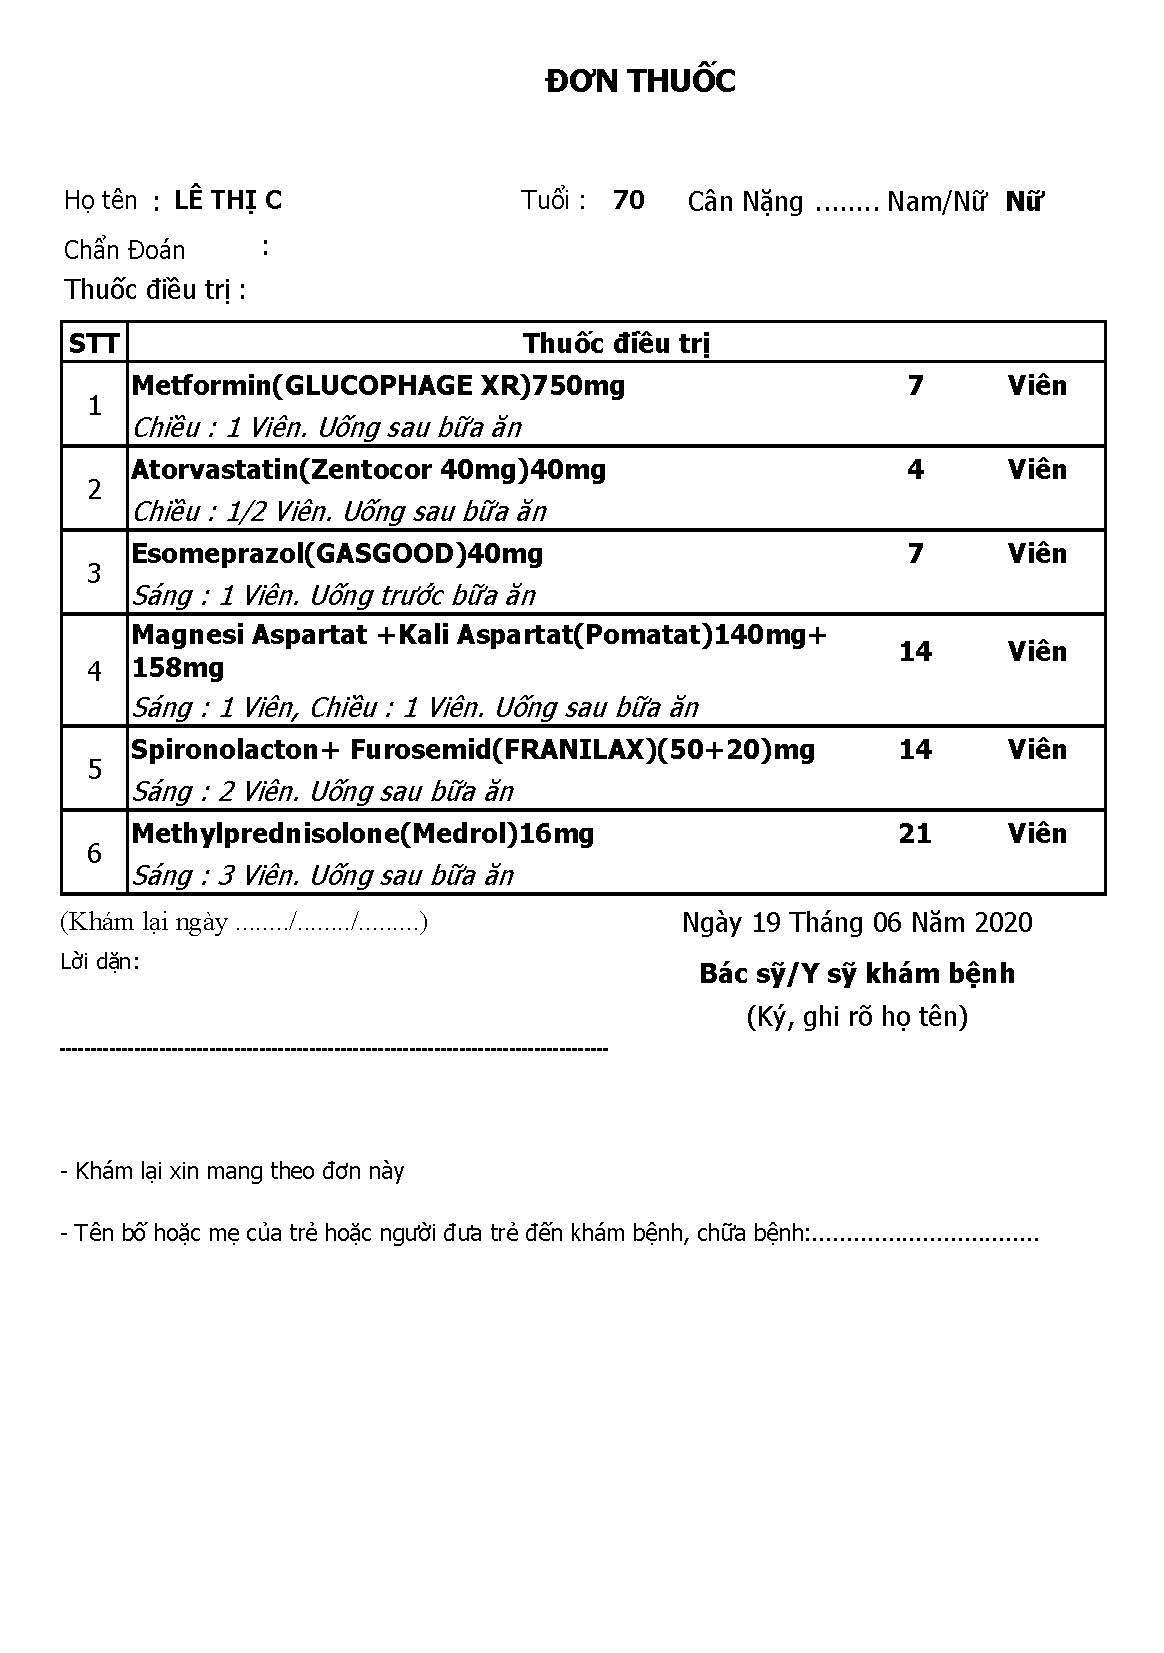 ĐƠN THUỐC
Họ tên : LÊ THỊ C Tuổi : 70 Cân Nặng ........ Nam/Nữ Nữ
Chẩn Đoán :
Thuốc điều trị :
STT Thuốc điều trị
1 Metformin(GLUCOPHAGE XR)750mg 7 Viên
Chiều : 1 Viên. Uống sau bữa ăn
2 Atorvastatin(Zentocor 40mg)40mg 4 Viên
Chiều : 1/2 Viên. Uống sau bữa ăn
3 Esomeprazol(GASGOOD)40mg 7 Viên
Sáng : 1 Viên. Uống trước bữa ăn
4 Magnesi Aspartat +Kali Aspartat(Pomatat)140mg+
158mg 14 Viên
Sáng : 1 Viên, Chiều : 1 Viên. Uống sau bữa ăn
5 Spironolacton+ Furosemid(FRANILAX)(50+20)mg 14 Viên
Sáng : 2 Viên. Uống sau bữa ăn
6 Methylprednisolone(Medrol)16mg 21 Viên
Sáng : 3 Viên. Uống sau bữa ăn
(Khám lại ngày ......../......../.........) Ngày 19 Tháng 06 Năm 2020
Lời dặn:
Bác sỹ/Y sỹ khám bệnh
(Ký, ghi rõ họ tên)
- Khám lại xin mang theo đơn này
- Tên bố hoặc mẹ của trẻ hoặc người đưa trẻ đến khám bệnh, chữa bệnh:.................................